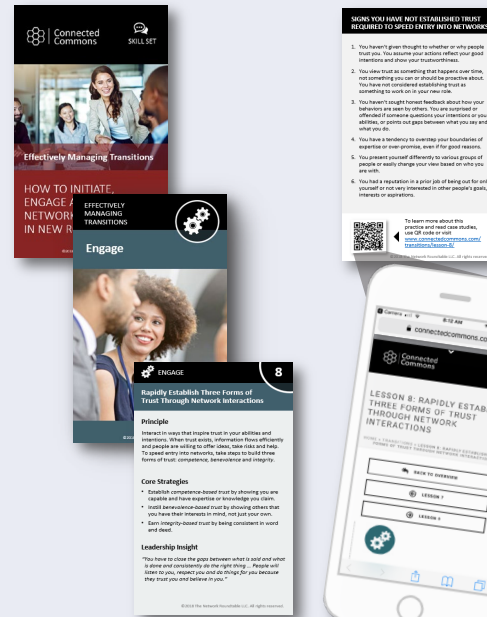 Connected
Commons
SKILL SET
Effectively Managing Transitions
HOW TO INITIATE,
ENGAGE
NETWORK
IN NEW
EFFECTIVELY
MANAGING
TRANSITIONS
Engage
ENGAGE
8
Rapidly Establish Three Forms of
Trust Through Network Interactions
Principle
Interact in ways that inspire trust in your abilities and
intentions. When trust exists, information flows efficiently
and people are willing to offer ideas, take risks and help.
To speed entry into networks, take steps to build three
forms of trust: competence, benevolence and integrity.
Core Strategies
• Establish competence-based trust by showing you are
capable and have expertise or knowledge you claim.
• Instill benevolence-based trust by showing others that
you have their interests in mind, not just your own.
• Earn integrity-based trust by being consistent in word
and deed.
Leadership Insight
"You have to close the gaps between what is said and what
is done and consistently do the right thing ... People will
listen to you, respect you and do things for you because
they trust you and believe in you."
©2018 The Network Roundtable LLC. All rights reserved.
SIGNS YOU HAVE NOT ESTABLISHED TRUST
REQUIRED TO SPEED ENTRY INTO NETWORKS
1. You haven't given thought to whether or why people
trust you. You assume your actions reflect your good
intentions and show your trustworthiness.
2. You view trust as something that happens over time,
not something you can or should be proactive about.
You have not considered establishing trust as
something to work on in your new role.
3. You haven't sought honest feedback about how your
behaviors are seen by others. You are surprised or
offended if someone questions your intentions or you
abilities, or points out gaps between what you say and
what you do.
4. You have a tendency to overstep your boundaries of
expertise or over-promise, even if for good reasons.
5. You present yourself differently to various groups of
people or easily change your view based on who you
are with.
6. You had a reputation in a prior job of being out for onl
yourself or not very interested in other people's goals,
interests or aspirations.
To learn more about this
practice and read case studies,
use QR code or visit
www.connectedcommons.com/
transitions/lesson-8/
The Network Roundtable LLC. All rights reserved.
8:12 AM
connectedcommons.co
Connected
Commons
LESSON 8: RAPIDLY ESTAB
THREE FORMS OF TRUST
THROUGH NETWORK
INTERACTIONS
BACK TO OVERVIEW
LESSON 7
LESSON 9